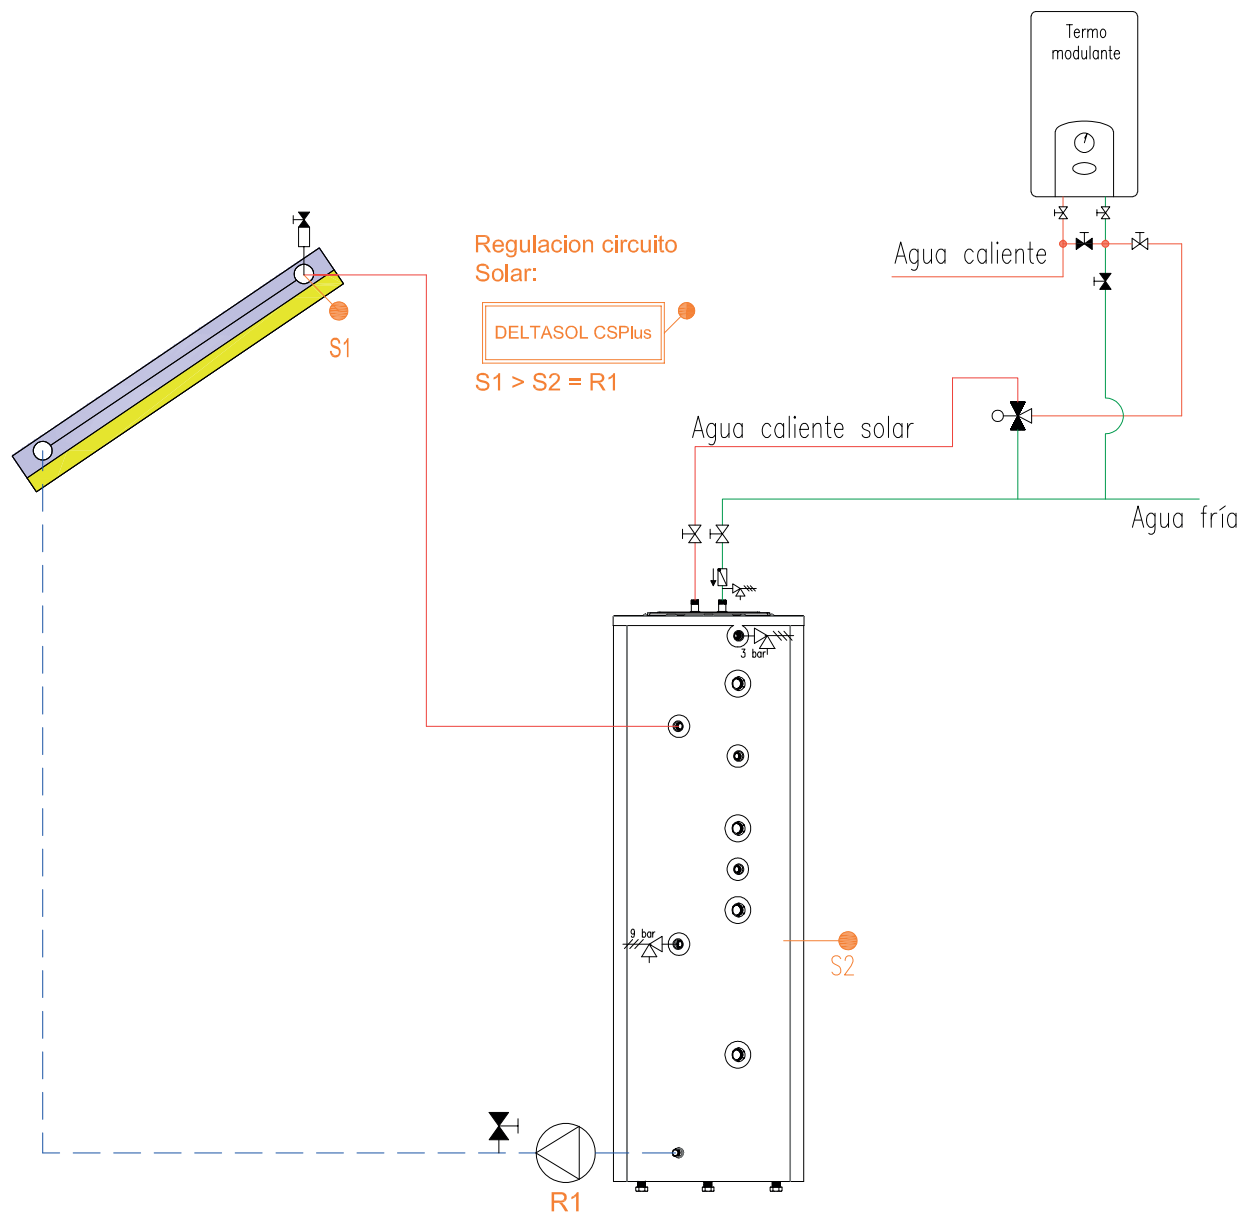 Termo
modulante
Regulacion circuito
Solar:
Agua caliente
DELTASOL CSPlus
S1
S1 > S2 = R1
Agua caliente solar
Agua fría
3 bar
9 bar
S2
R1